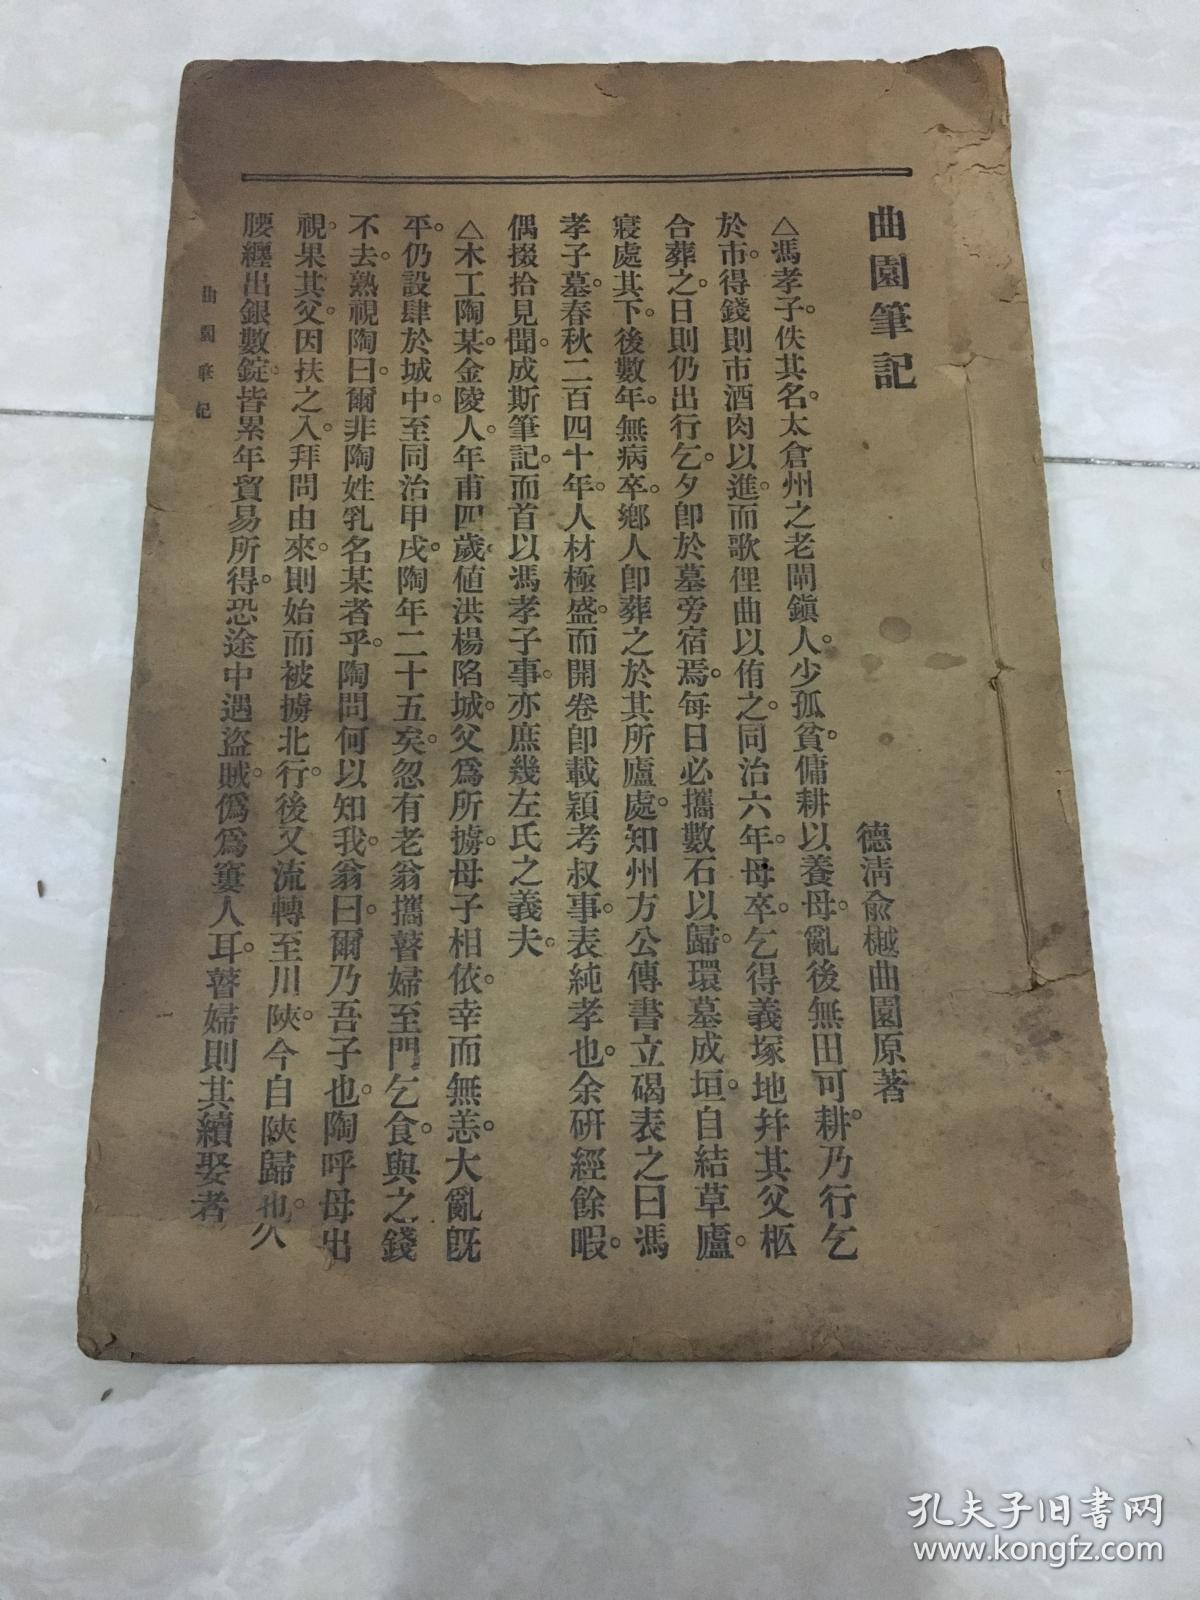 曲園筆記
德清俞樾曲園原著
△馮孝子。佚其名。太倉州之老閘鎮人。少孤貧。傭耕以養母。亂後無田可耕。乃行乞
於市。得錢則市酒肉以進。而歌俚曲以侑之。同治六年。母卒。乞得義塚地。幷其父柩
合葬之。日則仍出行乞。夕卽於墓旁宿焉。每日必攜數石以歸。環墓成垣。自結草廬。
寢處其下。後數年。無病卒。鄉人卽葬之於其所廬處。知州方公傳書立碣表之曰馮
孝子墓。春秋二百四十年。人材極盛。而開卷卽載潁考叔事。表純孝也。余研經餘暇。
偶掇拾見聞。成斯筆記。而首以馮孝子事。亦庶幾左氏之義夫。
△木工陶某。金陵人。年甫四歲。値洪楊陷城。父爲所擄。母子相依。幸而無恙。大亂旣
平。仍設肆於城中。至同治甲戌。陶年二十五矣。忽有老翁攜瞽婦至門乞食。與之錢
不去。熟視陶曰。爾非陶姓乳名某者乎。陶問何以知我。翁曰。爾乃吾子也。陶呼母出
視。果其父。因扶之入。拜問由來。則始而被擄北行。後又流轉至川陝。今自陝歸也。久
腰纏出銀數錠。皆累年貿易所得。恐途中遇盜賊。僞爲窶人耳。瞽婦則其續娶者
曲園筆記
孔夫子旧书网
www.kongfz.com